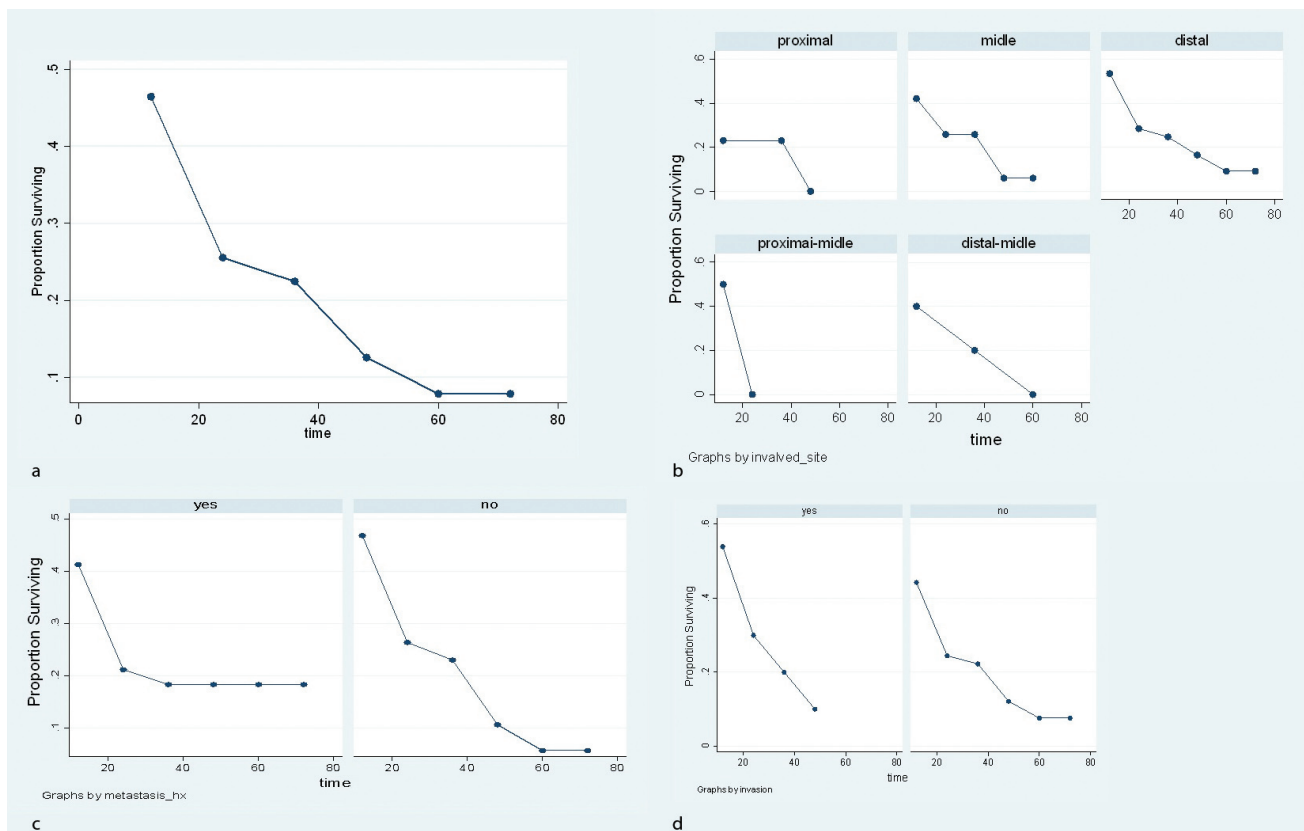 .5
.4
.3
.2
.1
Proportion Surviving
0 20 40 60 80
time
a
proximal midle distal
.6
.4
.2
0
20 40 60 80
proximai-midle distal-middle
.6
.4
.2
0
Proportion Surviving
20 40 60 80 20 40 60 80
time
Graphs by invalved_site
b
yes no
.5
.4
.3
.2
.1
Proportion Surviving
20 40 60 80 20 40 60 80
time
Graphs by metastasis_hx
c
yes no
.6
.4
.2
0
Proportion Surviving
20 40 60 80 20 40 60 80
time
Graphs by invasion
d